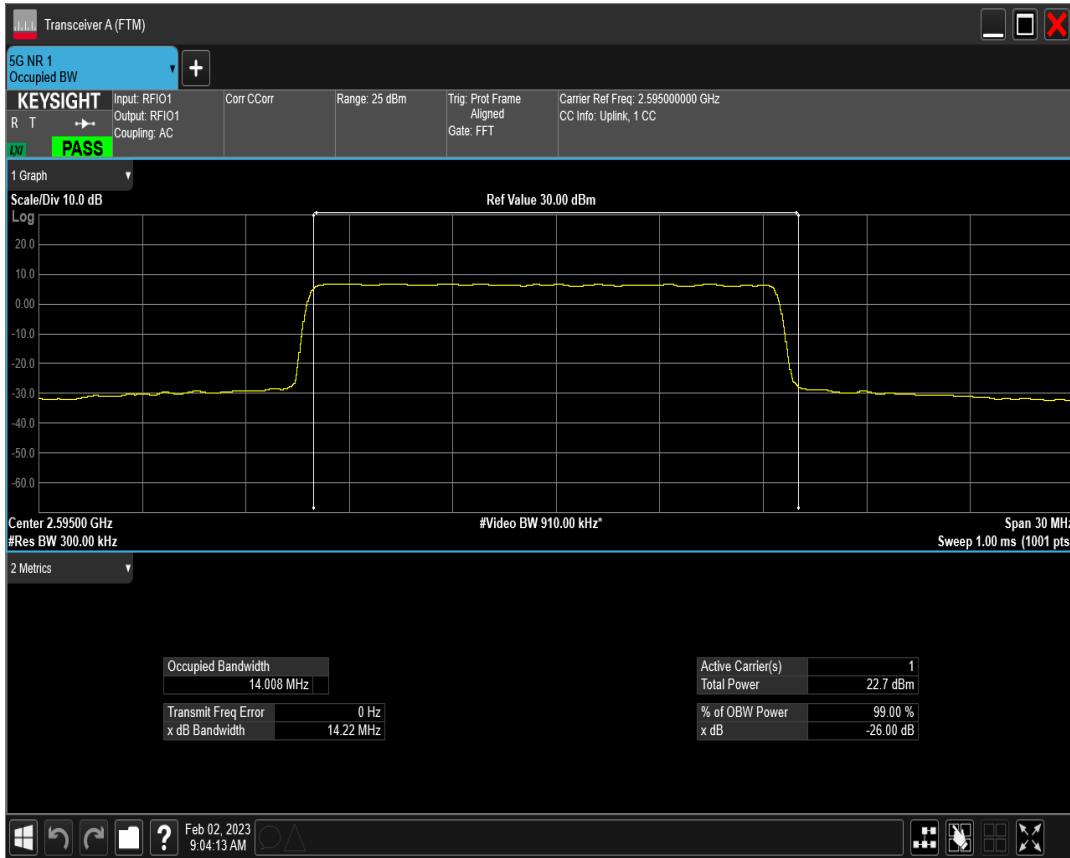 Transceiver A (FTM)
5G NR 1
Occupied BW
+
KEYSIGHT
R T
LXI
PASS
Input: RFIO1
Output: RFIO1
Coupling: AC
Corr CCorr
Range: 25 dBm
Trig: Prot Frame
Aligned
Gate: FFT
Carrier Ref Freq: 2.595000000 GHz
CC Info: Uplink, 1 CC
1 Graph
Scale/Div 10.0 dB
Ref Value 30.00 dBm
Log
20.0
10.0
0.00
-10.0
-20.0
-30.0
-40.0
-50.0
-60.0
Center 2.59500 GHz
#Video BW 910.00 kHz*
Span 30 MHz
#Res BW 300.00 kHz
Sweep 1.00 ms (1001 pts
2 Metrics
Occupied Bandwidth
14.008 MHz
Transmit Freq Error 0 Hz
x dB Bandwidth 14.22 MHz
Active Carrier(s) 1
Total Power 22.7 dBm
% of OBW Power 99.00 %
x dB -26.00 dB
?
Feb 02, 2023
9:04:13 AM